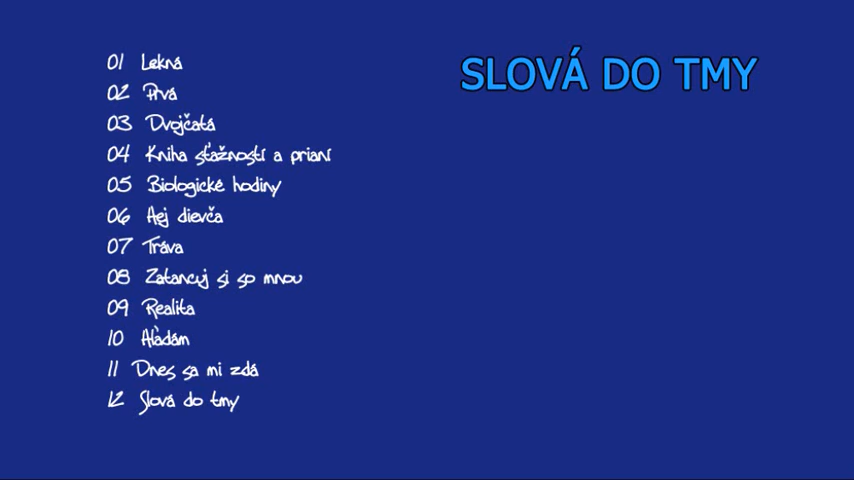 SLOVÁ DO TMY
01 Lekná
02 Prvá
03 Dvojčatá
04 Kniha sťažností a prianí
05 Biologické hodiny
06 Hej dievča
07 Tráva
08 Zatancuj si so mnou
09 Realita
10 Hľadám
11 Dnes sa mi zdá
12 Slová do tmy